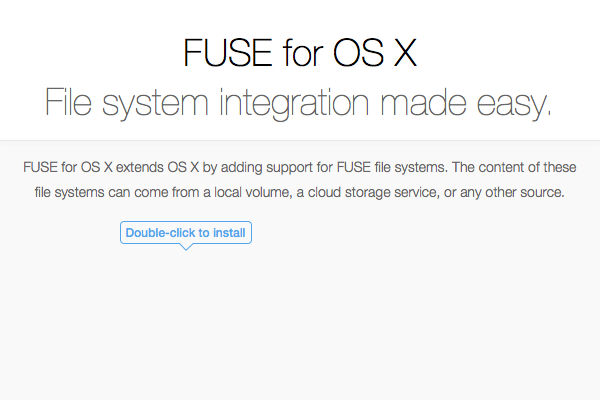 FUSE for OS X
File system integration made easy.
FUSE for OS X extends OS X by adding support for FUSE file systems. The content of these
file systems can come from a local volume, a cloud storage service, or any other source.
Double-click to install